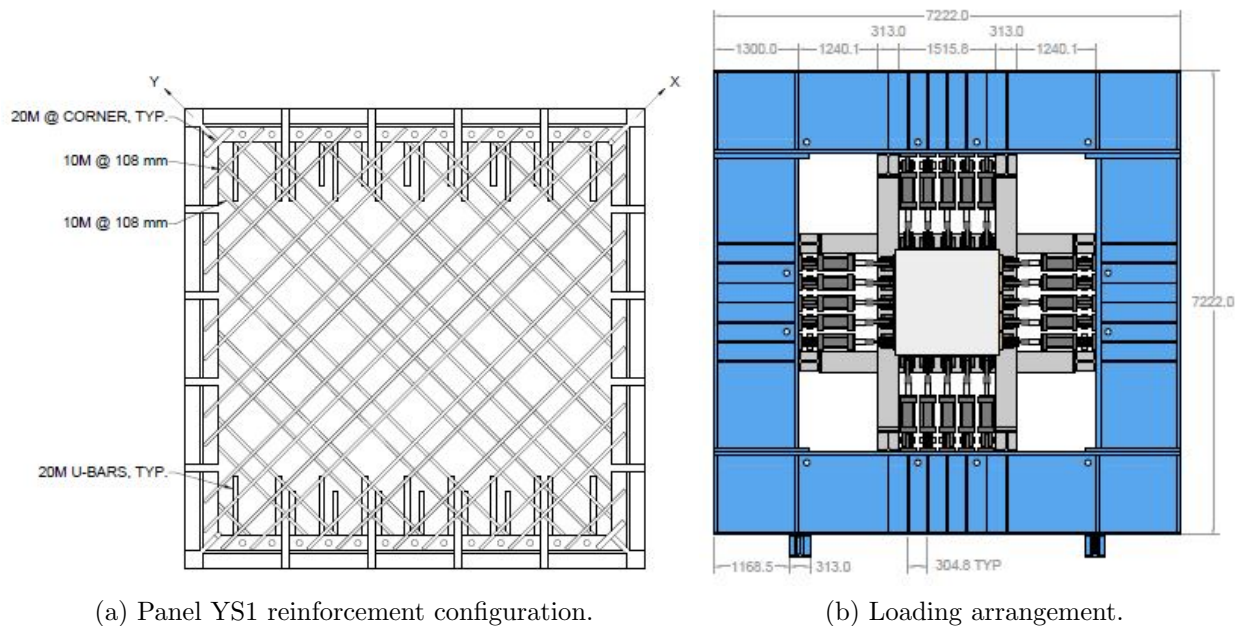 Y
X
20M @ CORNER, TYP.
10M @ 108 mm
10M @ 108 mm
20M U-BARS, TYP.
(a) Panel YS1 reinforcement configuration.
7222.0
313.0
313.0
1300.0
1240.1
1515.8
1240.1
7222.0
1168.5
313.0
304.8 TYP
(b) Loading arrangement.